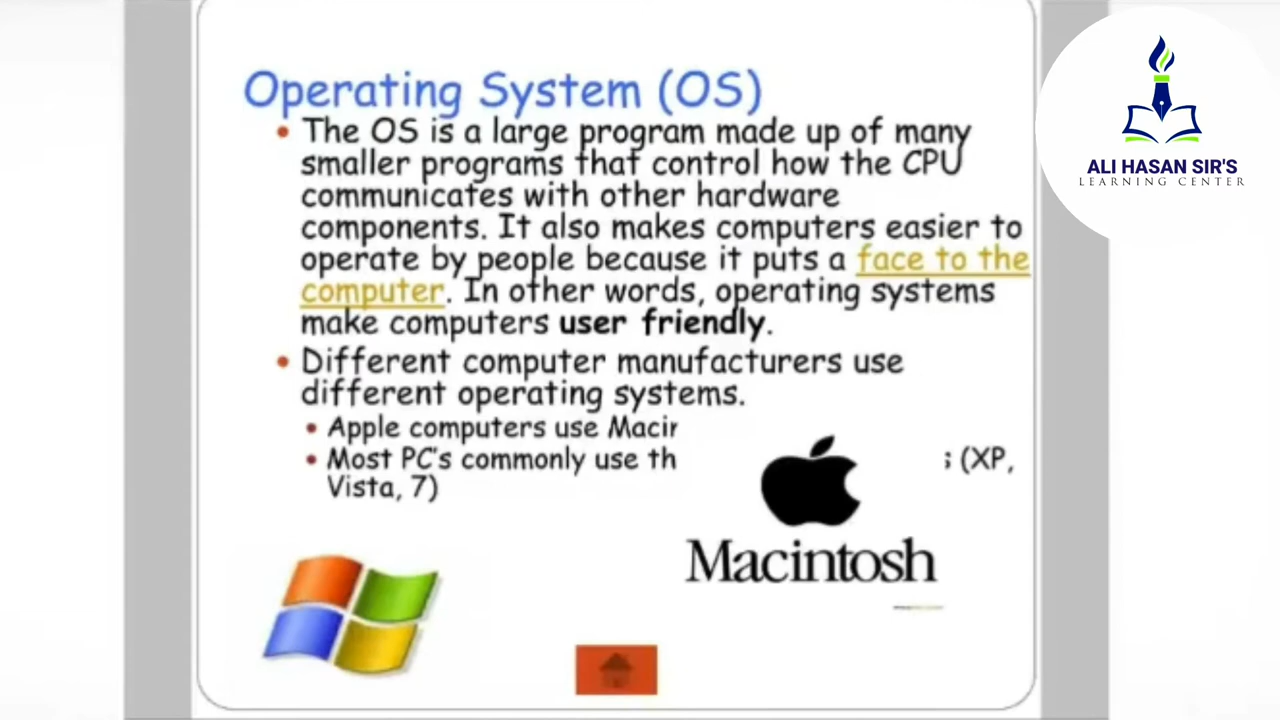 Operating System (OS)
• The OS is a large program made up of many
smaller programs that control how the CPU
communicates with other hardware
components. It also makes computers easier to
operate by people because it puts a face to the
computer. In other words, operating systems
make computers user friendly.
• Different computer manufacturers use
different operating systems.
• Apple computers use
• Most PC's commonly use (XP,
Vista, 7)
Macintosh
ALI HASAN SIR'S
LEARNING CENTER